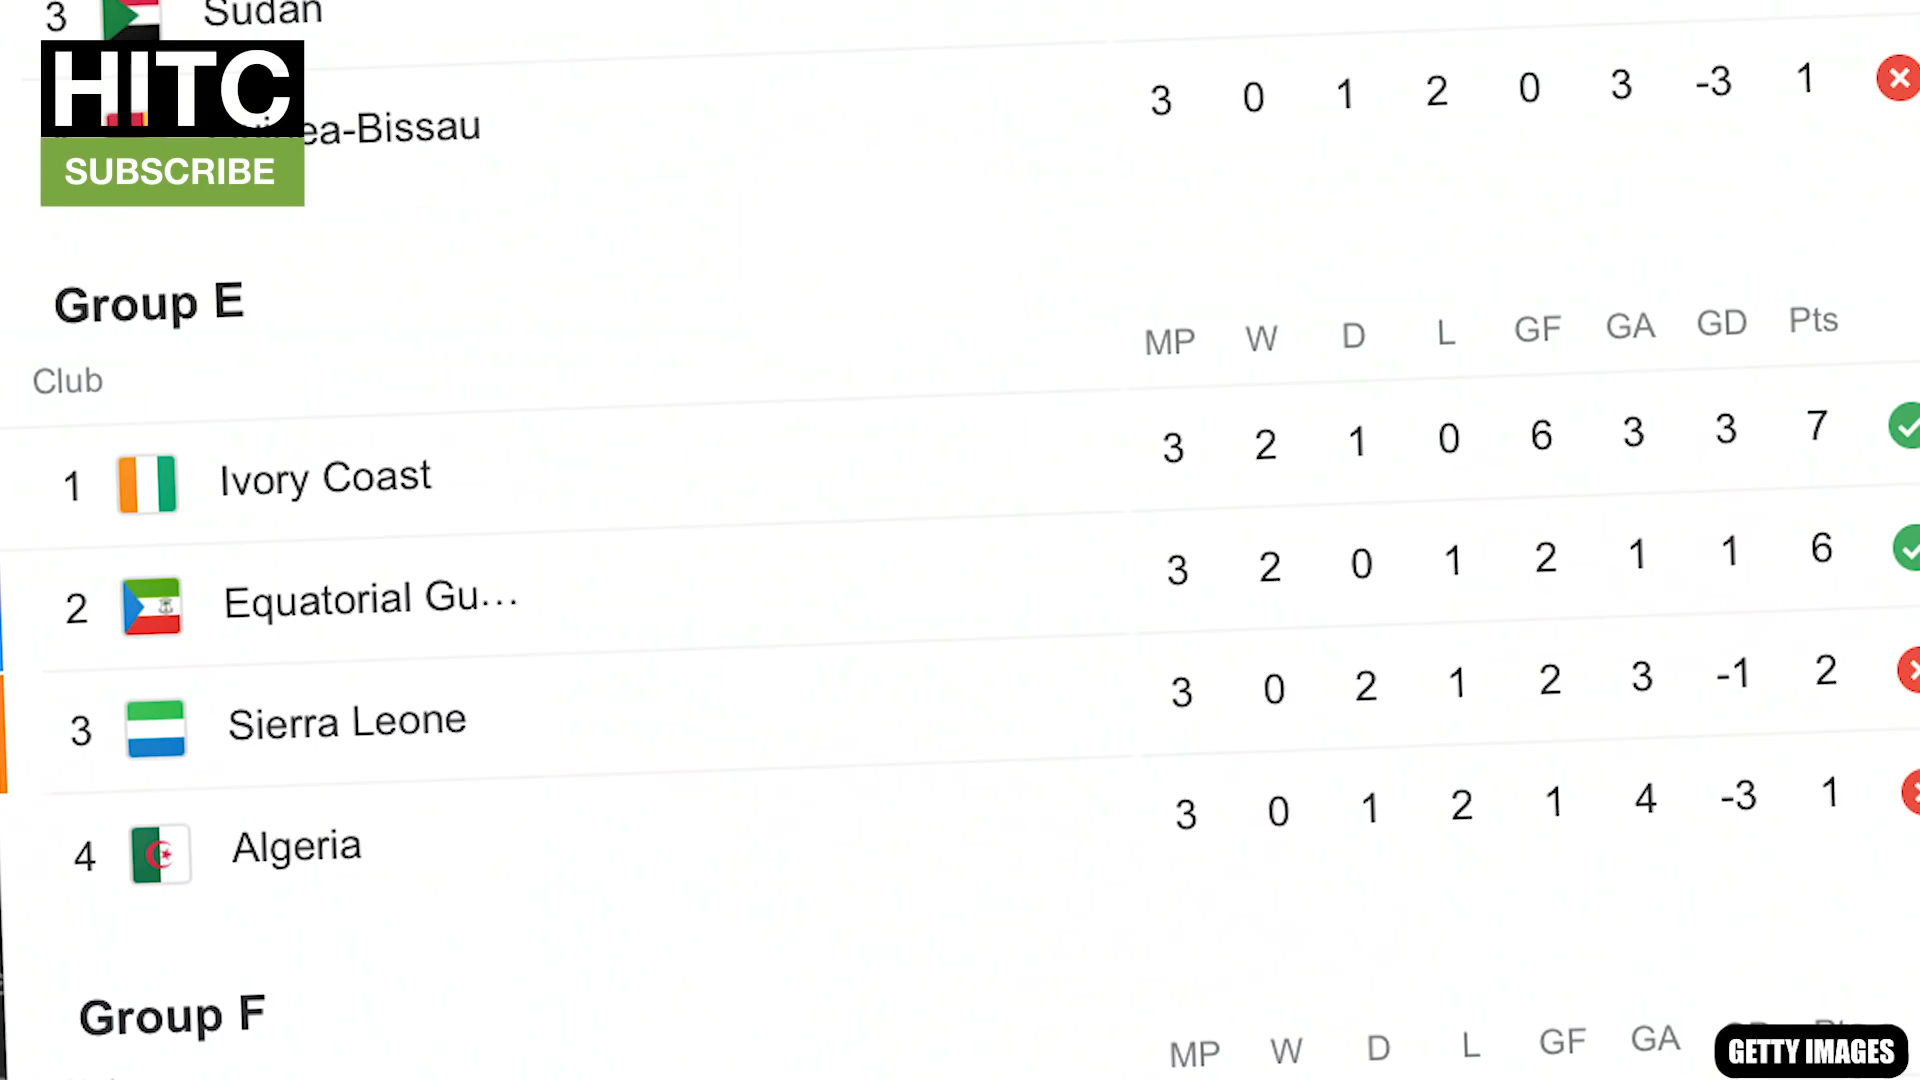 3 Sudan
HITC
ea-Bissau 3 0 1 2 0 3 -3 1
SUBSCRIBE
Group E
Club MP W D L GF GA GD Pts
1 Ivory Coast 3 2 1 0 6 3 3 7
2 Equatorial Gu... 3 2 0 1 2 1 1 6
3 Sierra Leone 3 0 2 1 2 3 -1 2
4 Algeria 3 0 1 2 1 4 -3 1
Group F
MP W D L GF GA
GETTY IMAGES